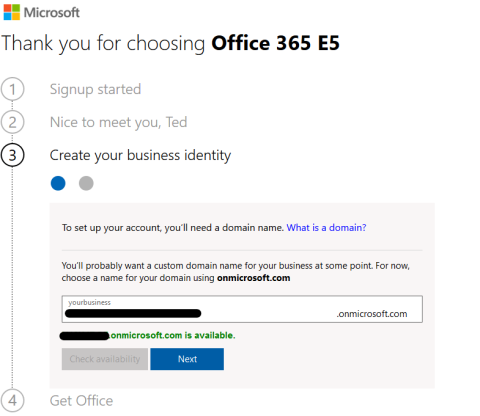 Microsoft
Thank you for choosing Office 365 E5
1 Signup started
2 Nice to meet you, Ted
3 Create your business identity
To set up your account, you'll need a domain name. What is a domain?
You'll probably want a custom domain name for your business at some point. For now,
choose a name for your domain using onmicrosoft.com
yourbusiness
.onmicrosoft.com
.onmicrosoft.com is available.
Check availability Next
4 Get Office